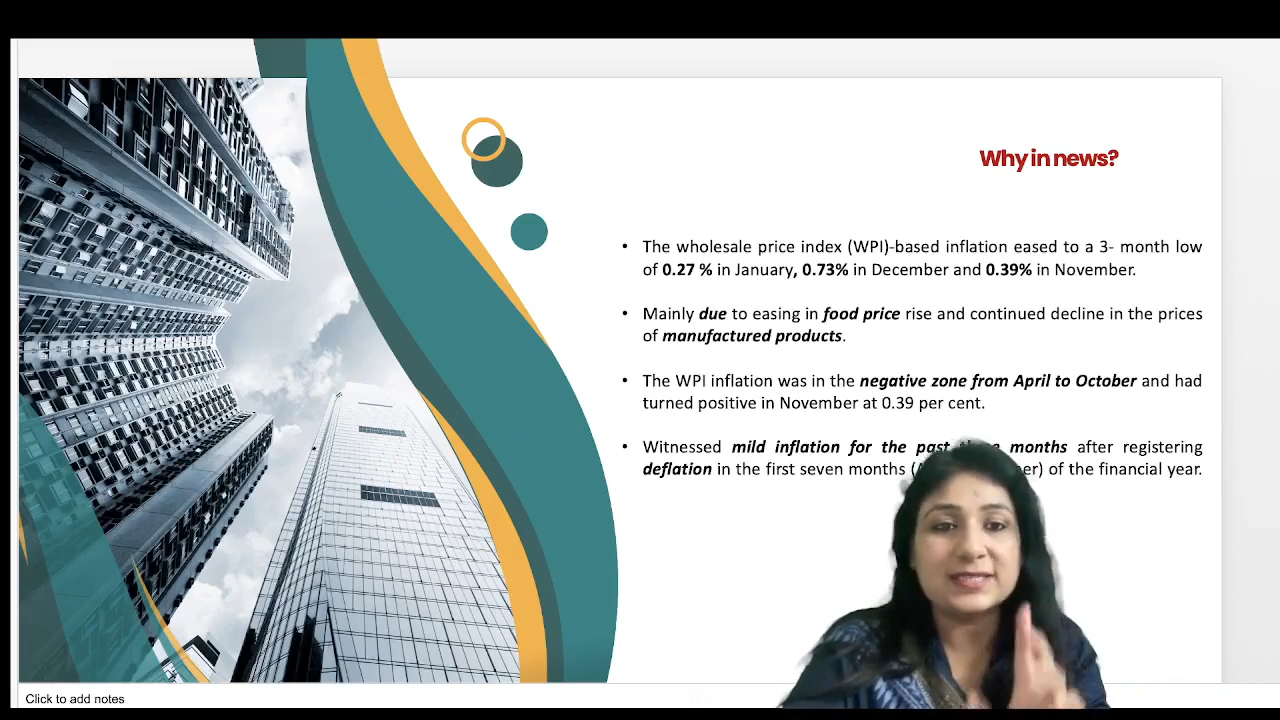 Why in news?
• The wholesale price index (WPI)-based inflation eased to a 3- month low
of 0.27 % in January, 0.73% in December and 0.39% in November.
• Mainly due to easing in food price rise and continued decline in the prices
of manufactured products.
• The WPI inflation was in the negative zone from April to October and had
turned positive in November at 0.39 per cent.
• Witnessed mild inflation for the past months after registering
deflation in the first seven months ( of the financial year.
Click to add notes